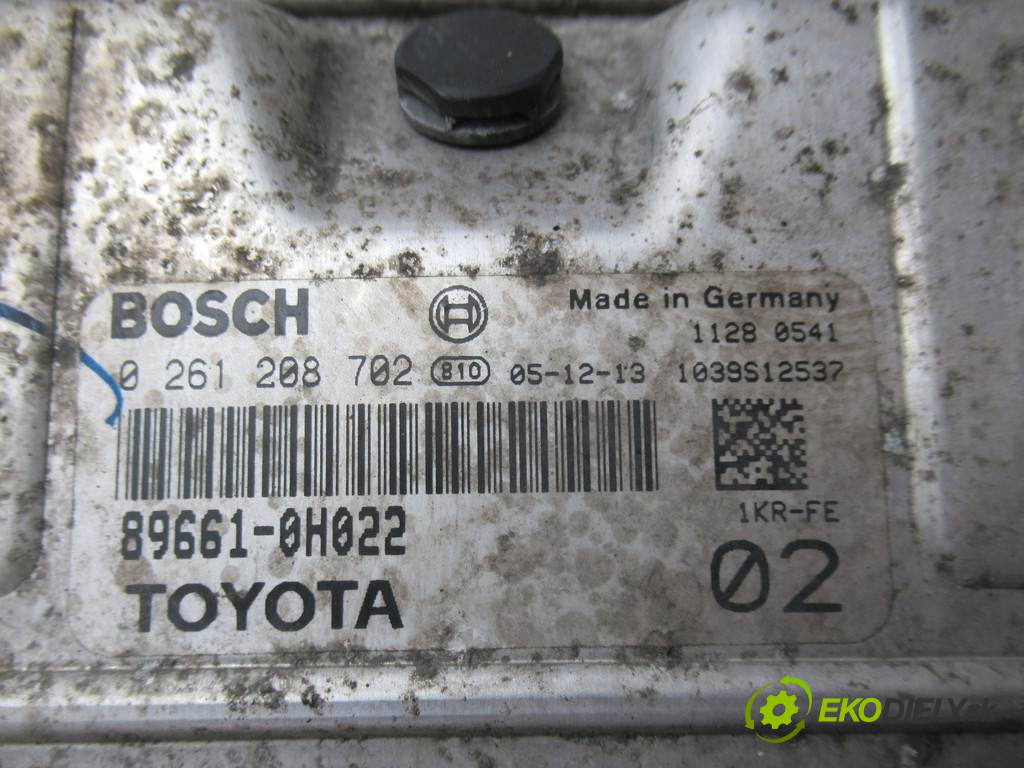 BOSCH
Made in Germany
1128 0541
0 261 208 702 810 05-12-13 1039S12537
1KR-FE
89661-0H022
02
TOYOTA
EKODIELY.sk